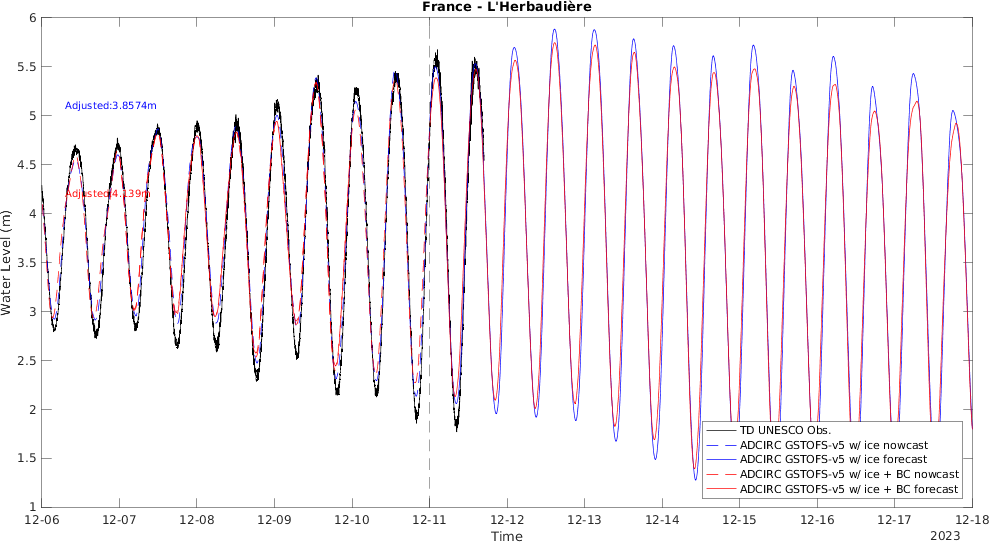 France - L'Herbaudière
6
5.5
5
4.5
4
3.5
3
2.5
2
1.5
1
Water Level (m)
Adjusted:3.8574m
Adjusted:4.139m
TD UNESCO Obs.
ADCIRC GSTOFS-v5 w/ ice nowcast
ADCIRC GSTOFS-v5 w/ ice forecast
ADCIRC GSTOFS-v5 w/ ice + BC nowcast
ADCIRC GSTOFS-v5 w/ ice + BC forecast
12-06 12-07 12-08 12-09 12-10 12-11 12-12 12-13 12-14 12-15 12-16 12-17 12-18
Time
2023